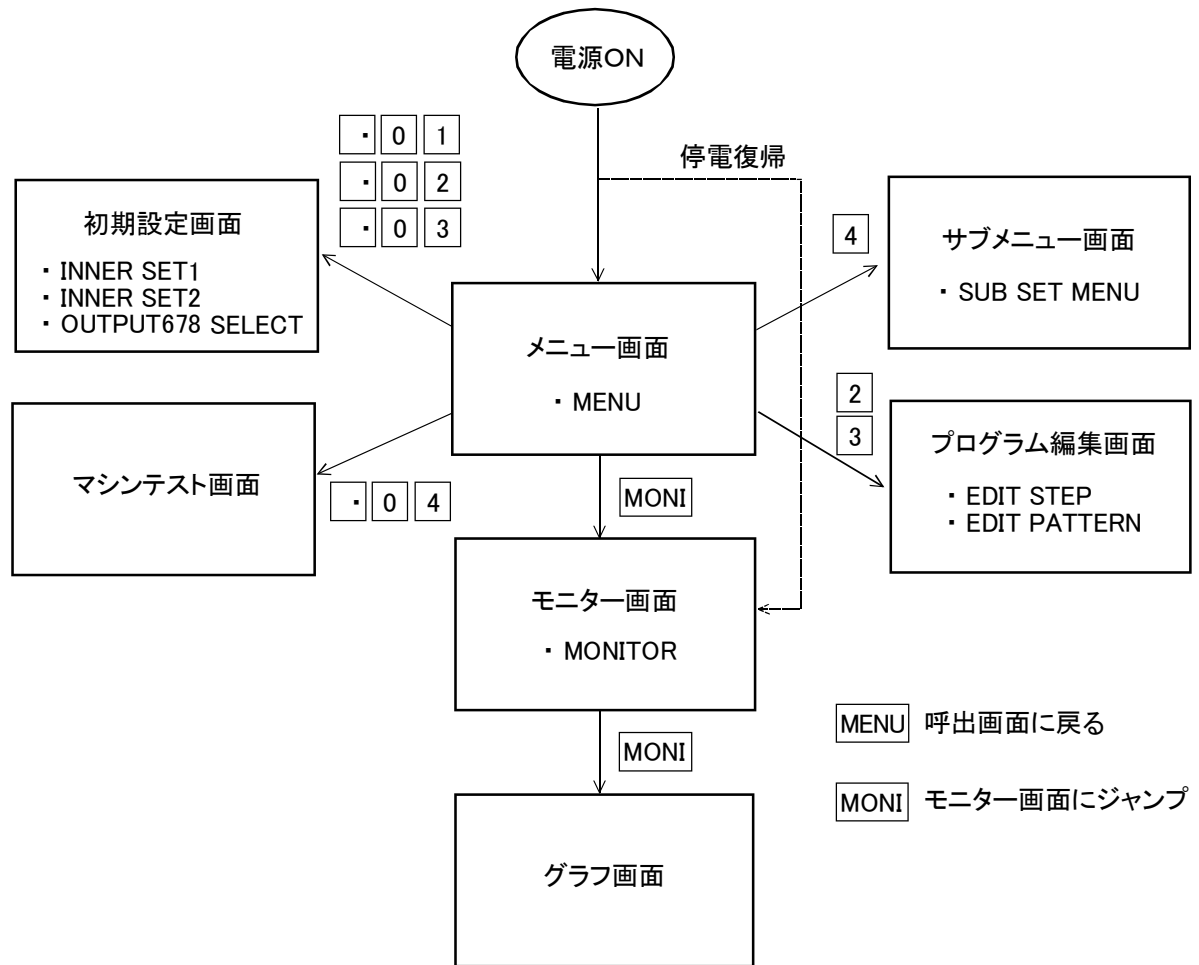 電源ON
・ 0 1
・ 0 2
・ 0 3
停電復帰
初期設定画面
・ INNER SET1
・ INNER SET2
・ OUTPUT678 SELECT
4
サブメニュー画面
・ SUB SET MENU
メニュー画面
・ MENU
2
3
プログラム編集画面
・ EDIT STEP
・ EDIT PATTERN
マシンテスト画面
・ 0 4
MONI
モニター画面
・ MONITOR
MENU 呼出画面に戻る
MONI
MONI モニター画面にジャンプ
グラフ画面